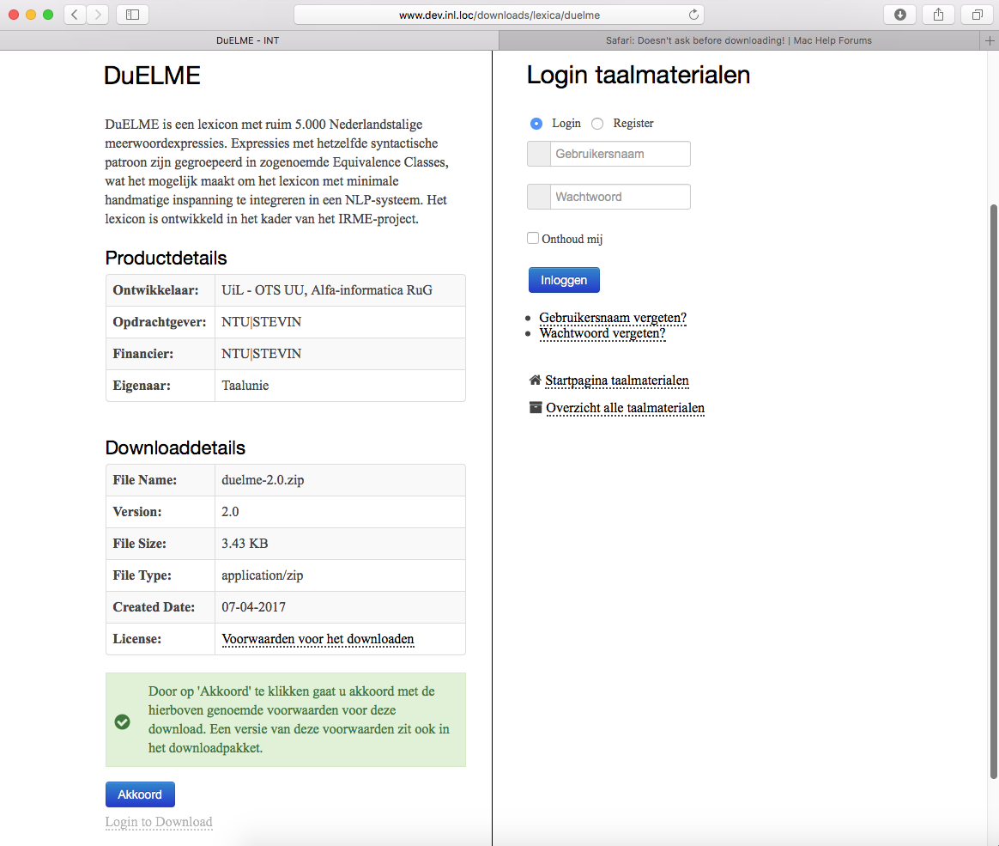 www.dev.inl.loc/downloads/lexica/duelme
DuELME - INT
Safari: Doesn't ask before downloading! | Mac Help Forums
DuELME
DuELME is een lexicon met ruim 5.000 Nederlandstalige
meerwoordexpressies. Expressies met hetzelfde syntactische
patroon zijn gegroepeerd in zogenoemde Equivalence Classes,
wat het mogelijk maakt om het lexicon met minimale
handmatige inspanning te integreren in een NLP-systeem. Het
lexicon is ontwikkeld in het kader van het IRME-project.
Productdetails
Ontwikkelaar: UiL - OTS UU, Alfa-informatica RuG
Opdrachtgever: NTU|STEVIN
Financier: NTU|STEVIN
Eigenaar: Taalunie
Downloaddetails
File Name: duelme-2.0.zip
Version: 2.0
File Size: 3.43 KB
File Type: application/zip
Created Date: 07-04-2017
License: Voorwaarden voor het downloaden
Door op 'Akkoord' te klikken gaat u akkoord met de
hierboven genoemde voorwaarden voor deze
download. Een versie van deze voorwaarden zit ook in
het downloadpakket.
Akkoord
Login to Download
Login taalmaterialen
Login Register
Gebruikersnaam
Wachtwoord
Onthoud mij
Inloggen
Gebruikersnaam vergeten?
Wachtwoord vergeten?
Startpagina taalmaterialen
Overzicht alle taalmaterialen